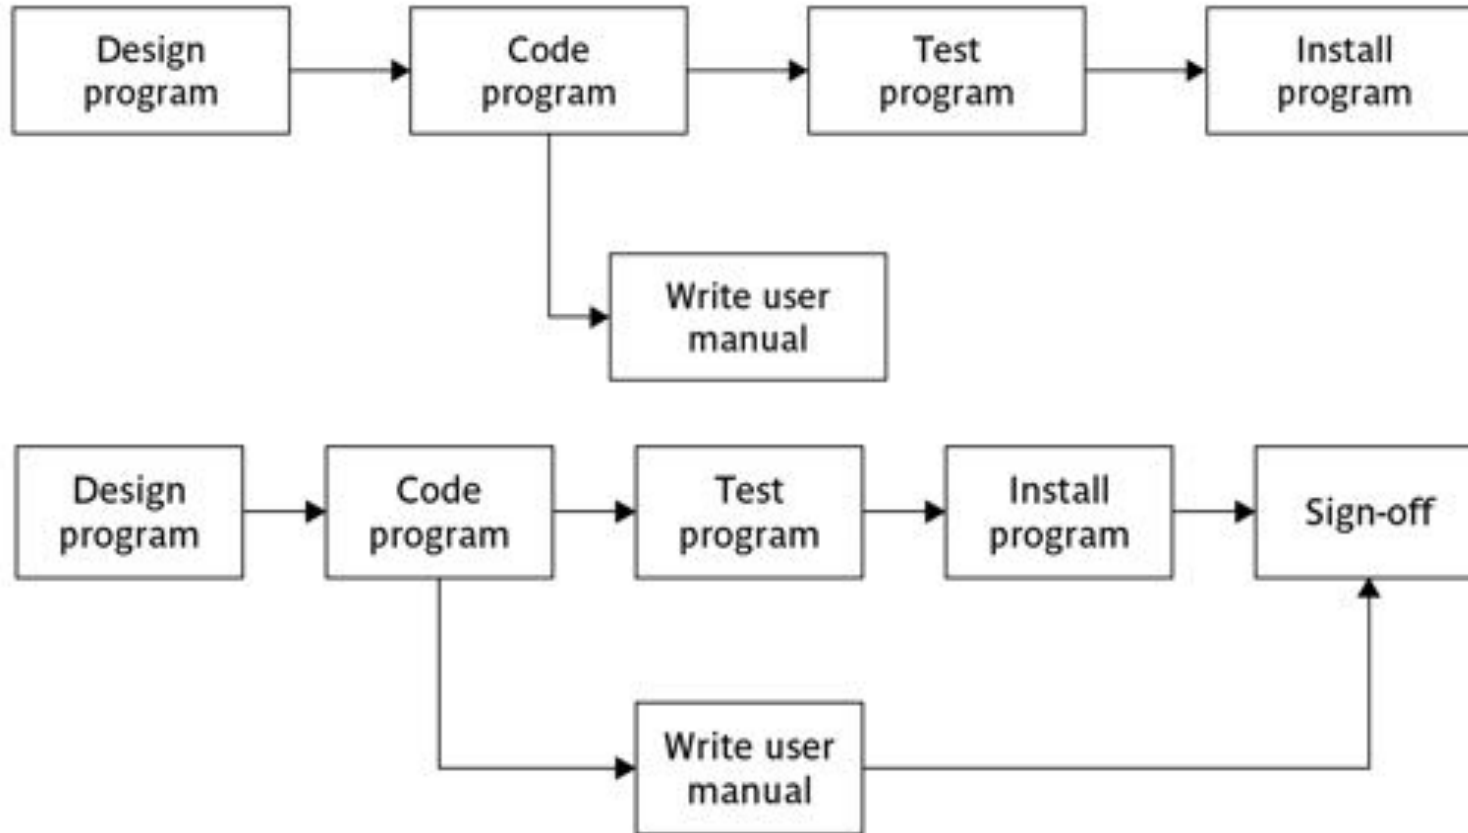 Design
program
Code
program
Test
program
Install
program
Write user
manual
Design
program
Code
program
Test
program
Install
program
Sign-off
Write user
manual